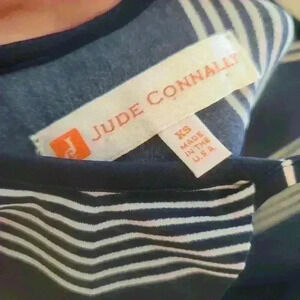 JUDE CONNALLY
XS
MADE
IN THE
U.S.A.